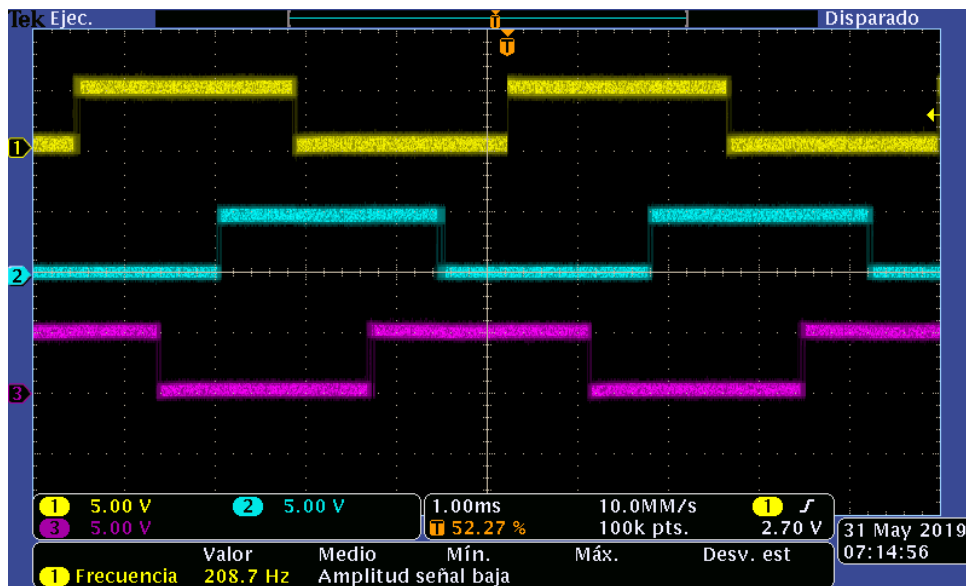 Tek Ejec. Disparado
T
T
1
2
3
1 5.00 V 2 5.00 V
3 5.00 V
1.00ms 10.0MM/s 1
T 52.27 % 100k pts. 2.70 V
31 May 2019
07:14:56
Valor Medio Mín. Máx. Desv. est
1 Frecuencia 208.7 Hz Amplitud señal baja